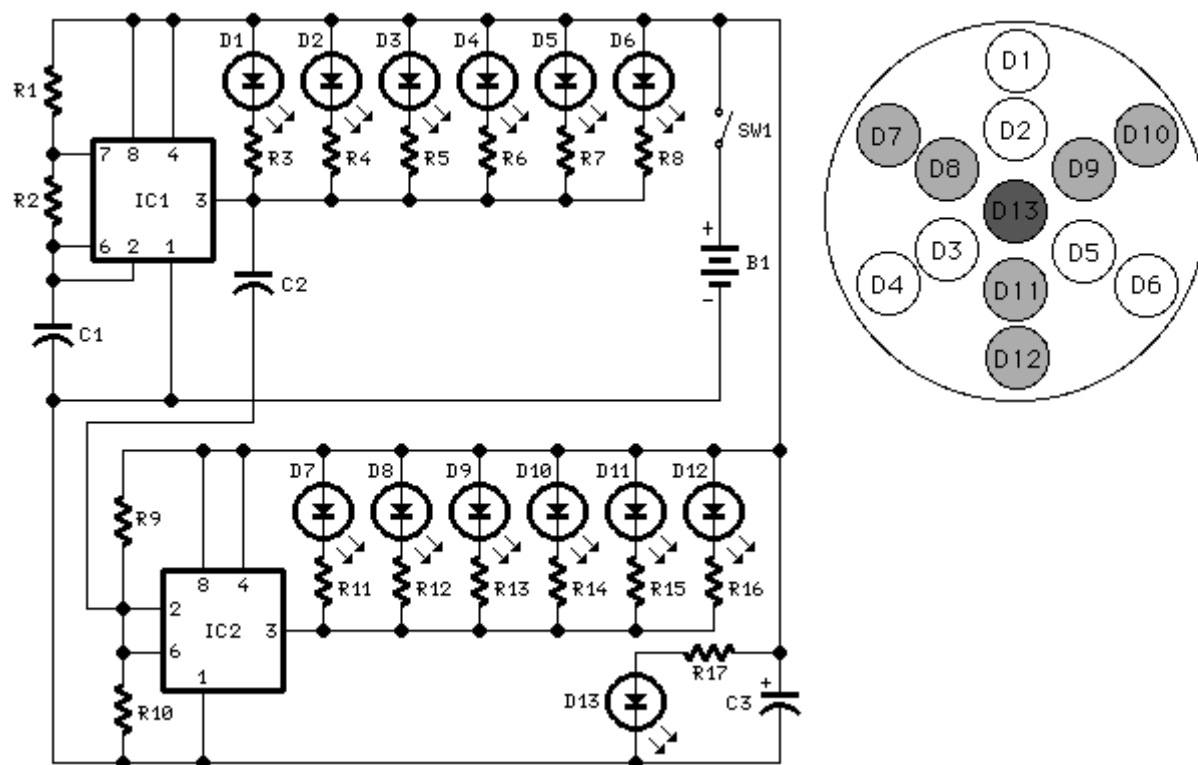 D1 D2 D3 D4 D5 D6
R1
R3 R4 R5 R6 R7 R8
SW1
7 8 4
R2
IC1 3
6 2 1
+
B1
-
C2
C1
D7 D8 D9 D10 D11 D12
R9
R11 R12 R13 R14 R15 R16
8 4
2
IC2 3
6
1
R10
R17
D13
+
C3
D1
D2
D7 D10
D8 D9
D13
D3 D5
D4 D6
D11
D12